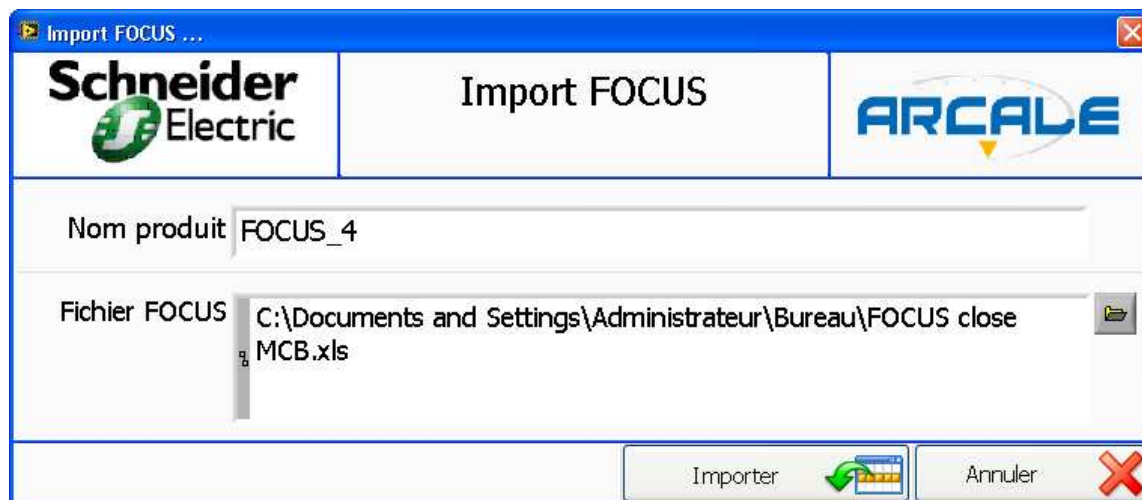 Import FOCUS ...
Schneider
Electric
Import FOCUS
ARCALE
Nom produit
FOCUS_4
Fichier FOCUS
C:\Documents and Settings\Administrateur\Bureau\FOCUS close
MCB.xls
Importer
Annuler